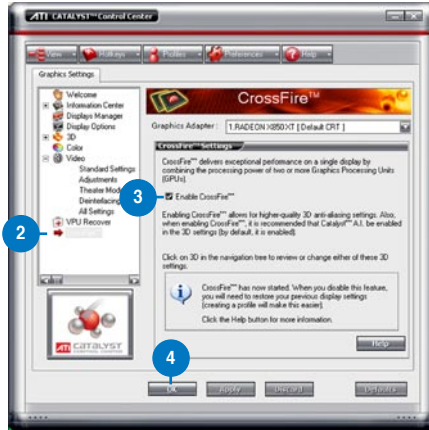 ATI CATALYST™ Control Center
View
Hotkeys
Profiles
Preferences
Help
Graphics Settings
Welcome
Information Center
Displays Manager
Display Options
3D
Color
Video
Standard Settings
Adjustments
Theater Mode
Deinterlacing
All Settings
VPU Recover
2
ATI CATALYST
CONTROL CENTER
CrossFire™
Graphics Adapter:
1.RADEON X850 XT [ Default CRT ]
CrossFire™ Settings
CrossFire™ delivers exceptional performance on a single display by
combining the processing power of two or more Graphics Processing Units
(GPUs).
3
Enable CrossFire™
Enabling CrossFire™ allows for higher-quality 3D anti-aliasing settings. Also,
when enabling CrossFire™, it is recommended that Catalyst™ A.I. be enabled
in the 3D settings (by default, it is enabled).
Click on 3D in the navigation tree to review or change either of these 3D
settings.
CrossFire™ has now started. When you disable this feature,
you will need to restore your previous display settings
(creating a profile will make this easier).
Click the Help button for more information.
Help
4
OK
Apply
Discard
Defaults